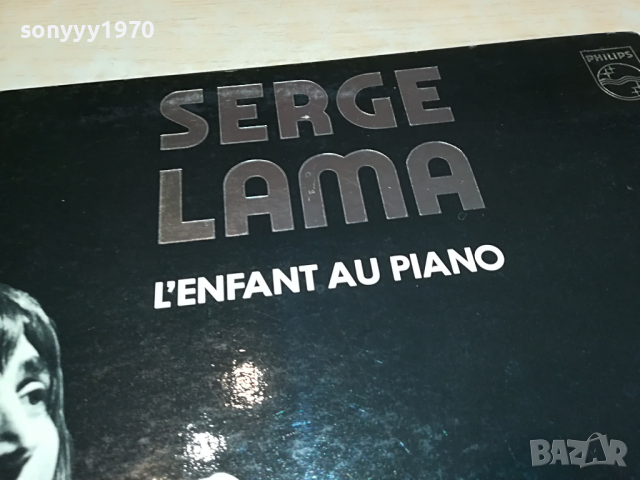 sonyyy1970
PHILIPS
SERGE
LAMA
L'ENFANT AU PIANO
BAZAR